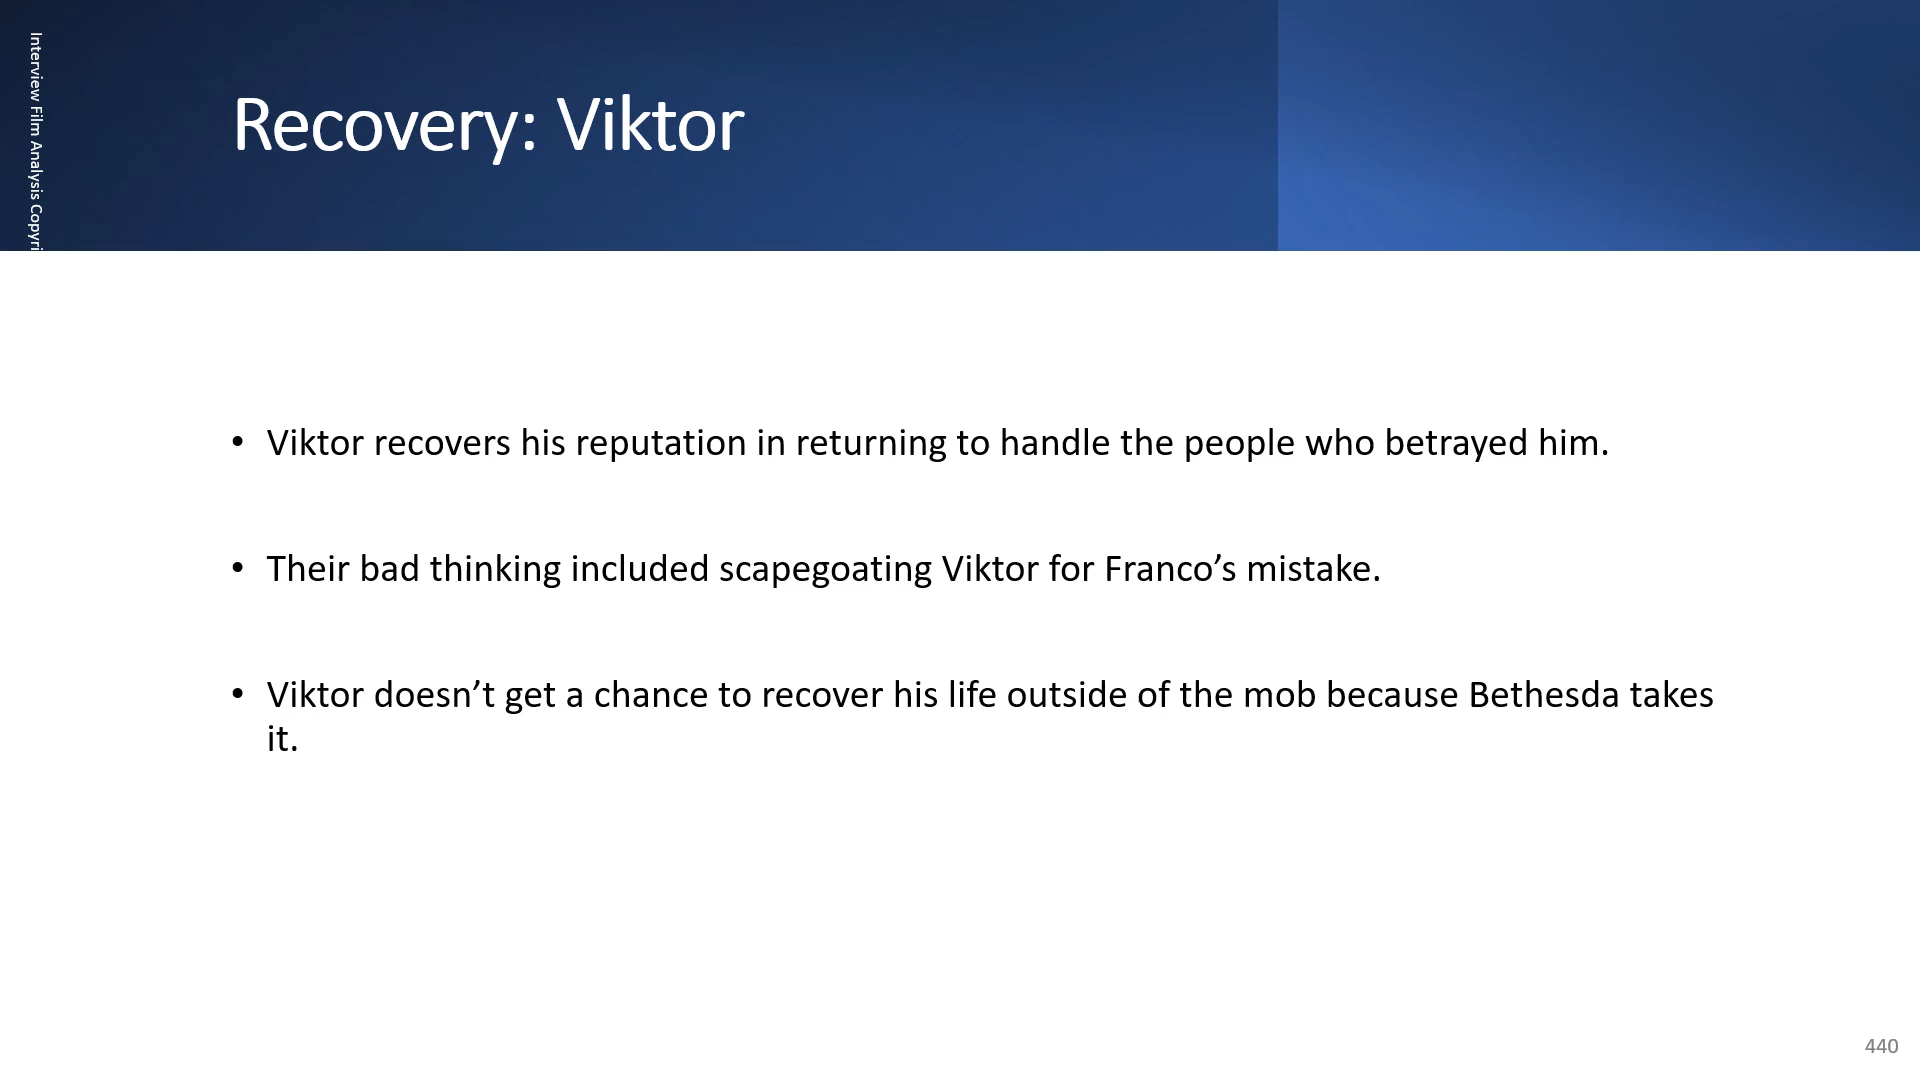 Interview Film Analysis Copyri
Recovery: Viktor
• Viktor recovers his reputation in returning to handle the people who betrayed him.
• Their bad thinking included scapegoating Viktor for Franco’s mistake.
• Viktor doesn’t get a chance to recover his life outside of the mob because Bethesda takes
it.
440